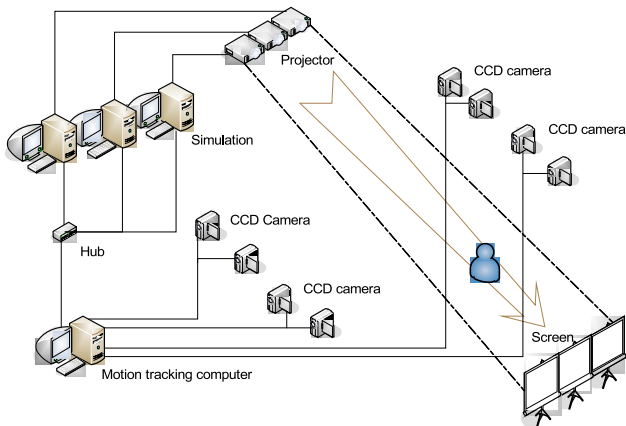 Projector
CCD camera
CCD camera
Simulation
CCD Camera
Hub
CCD camera
Screen
Motion tracking computer